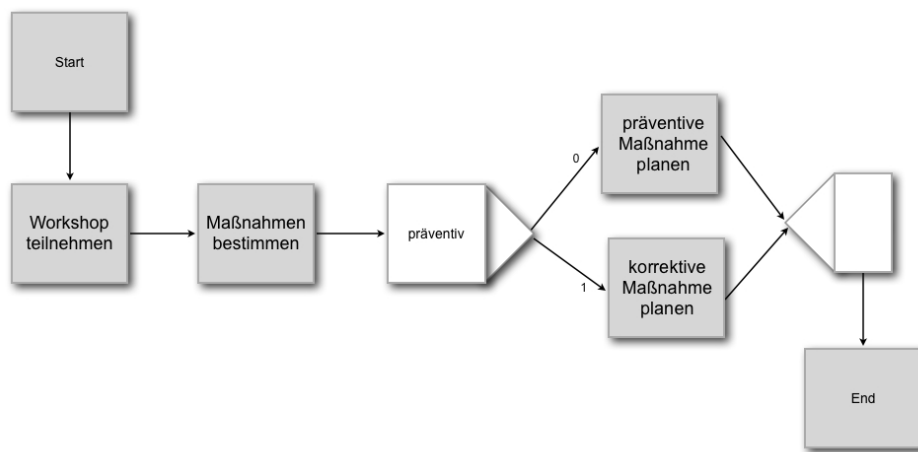 Start
Workshop
teilnehmen
Maßnahmen
bestimmen
präventiv
0
1
präventive
Maßnahme
planen
korrektive
Maßnahme
planen
End